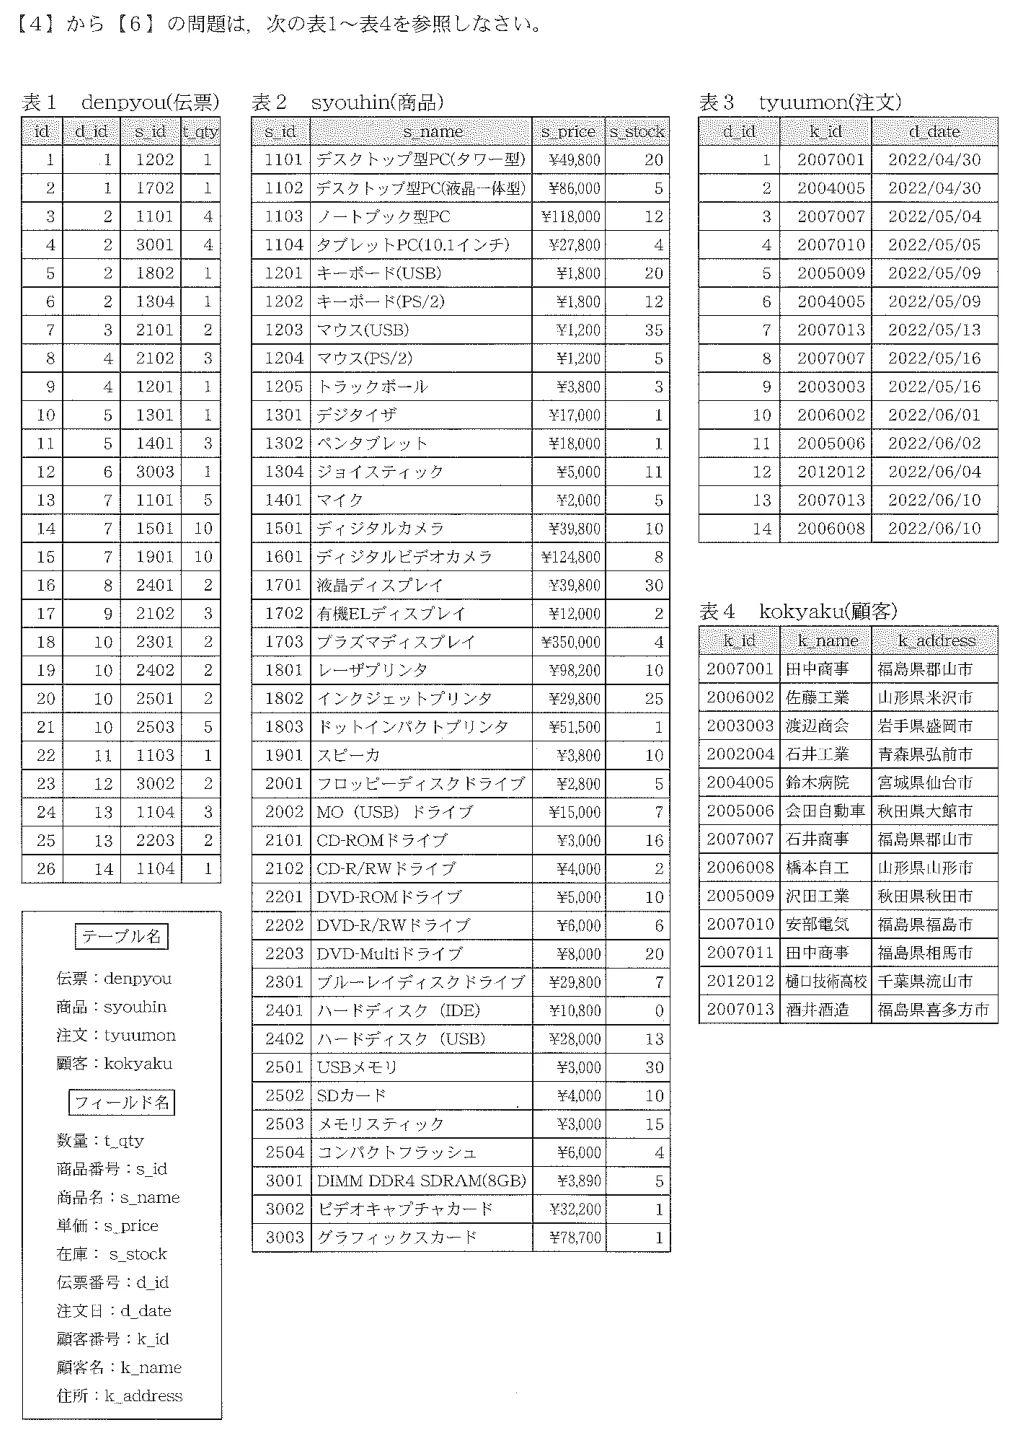 【4】から【6】の問題は，次の表1～表4を参照しなさい。
表1 denpyou(伝票)
id d_id s_id t_qty
1 1 1202 1
2 1 1702 1
3 2 1101 4
4 2 3001 4
5 2 1802 1
6 2 1304 1
7 3 2101 2
8 4 2102 3
9 4 1201 1
10 5 1301 1
11 5 1401 3
12 6 3003 1
13 7 1101 5
14 7 1501 10
15 7 1901 10
16 8 2401 2
17 9 2102 3
18 10 2301 2
19 10 2402 2
20 10 2501 2
21 10 2503 5
22 11 1103 1
23 12 3002 2
24 13 1104 3
25 13 2203 2
26 14 1104 1
テーブル名
伝票：denpyou
商品：syouhin
注文：tyuumon
顧客：kokyaku
フィールド名
数量：t_qty
商品番号：s_id
商品名：s_name
単価：s_price
在庫：s_stock
伝票番号：d_id
注文日：d_date
顧客番号：k_id
顧客名：k_name
住所：k_address
表2 syouhin(商品)
s_id s_name s_price s_stock
1101 デスクトップ型PC(タワー型) ¥49,800 20
1102 デスクトップ型PC(液晶一体型) ¥86,000 5
1103 ノートブック型PC ¥118,000 12
1104 タブレットPC(10.1インチ) ¥27,800 4
1201 キーボード(USB) ¥1,800 20
1202 キーボード(PS/2) ¥1,800 12
1203 マウス(USB) ¥1,200 35
1204 マウス(PS/2) ¥1,200 5
1205 トラックボール ¥3,800 3
1301 デジタイザ ¥17,000 1
1302 ペンタブレット ¥18,000 1
1304 ジョイスティック ¥5,000 11
1401 マイク ¥2,000 5
1501 ディジタルカメラ ¥39,800 10
1601 ディジタルビデオカメラ ¥124,800 8
1701 液晶ディスプレイ ¥39,800 30
1702 有機ELディスプレイ ¥12,000 2
1703 プラズマディスプレイ ¥350,000 4
1801 レーザプリンタ ¥98,200 10
1802 インクジェットプリンタ ¥29,800 25
1803 ドットインパクトプリンタ ¥51,500 1
1901 スピーカ ¥3,800 10
2001 フロッピーディスクドライブ ¥2,800 5
2002 MO（USB）ドライブ ¥15,000 7
2101 CD-ROMドライブ ¥3,000 16
2102 CD-R/RWドライブ ¥4,000 2
2201 DVD-ROMドライブ ¥5,000 10
2202 DVD-R/RWドライブ ¥6,000 6
2203 DVD-Multiドライブ ¥8,000 20
2301 ブルーレイディスクドライブ ¥29,800 7
2401 ハードディスク（IDE） ¥10,800 0
2402 ハードディスク（USB） ¥28,000 13
2501 USBメモリ ¥3,000 30
2502 SDカード ¥4,000 10
2503 メモリスティック ¥3,000 15
2504 コンパクトフラッシュ ¥6,000 4
3001 DIMM DDR4 SDRAM(8GB) ¥3,890 5
3002 ビデオキャプチャカード ¥32,200 1
3003 グラフィックスカード ¥78,700 1
表3 tyuumon(注文)
d_id k_id d_date
1 2007001 2022/04/30
2 2004005 2022/04/30
3 2007007 2022/05/04
4 2007010 2022/05/05
5 2005009 2022/05/09
6 2004005 2022/05/09
7 2007013 2022/05/13
8 2007007 2022/05/16
9 2003003 2022/05/16
10 2006002 2022/06/01
11 2005006 2022/06/02
12 2012012 2022/06/04
13 2007013 2022/06/10
14 2006008 2022/06/10
表4 kokyaku(顧客)
k_id k_name k_address
2007001 田中商事 福島県郡山市
2006002 佐藤工業 山形県米沢市
2003003 渡辺商会 岩手県盛岡市
2002004 石井工業 青森県弘前市
2004005 鈴木病院 宮城県仙台市
2005006 会田自動車 秋田県大館市
2007007 石井商事 福島県郡山市
2006008 橋本自工 山形県山形市
2005009 沢田工業 秋田県秋田市
2007010 安部電気 福島県福島市
2007011 田中商事 福島県相馬市
2012012 樋口技術高校 千葉県流山市
2007013 酒井酒造 福島県喜多方市